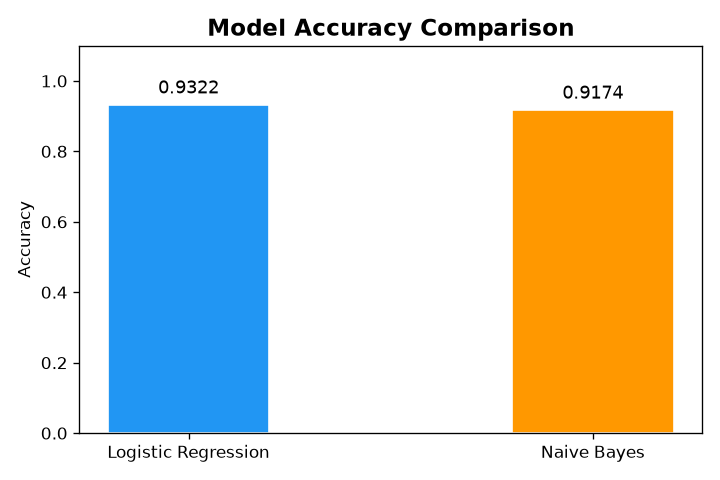 Model Accuracy Comparison
Accuracy
1.0
0.8
0.6
0.4
0.2
0.0
0.9322
0.9174
Logistic Regression
Naive Bayes